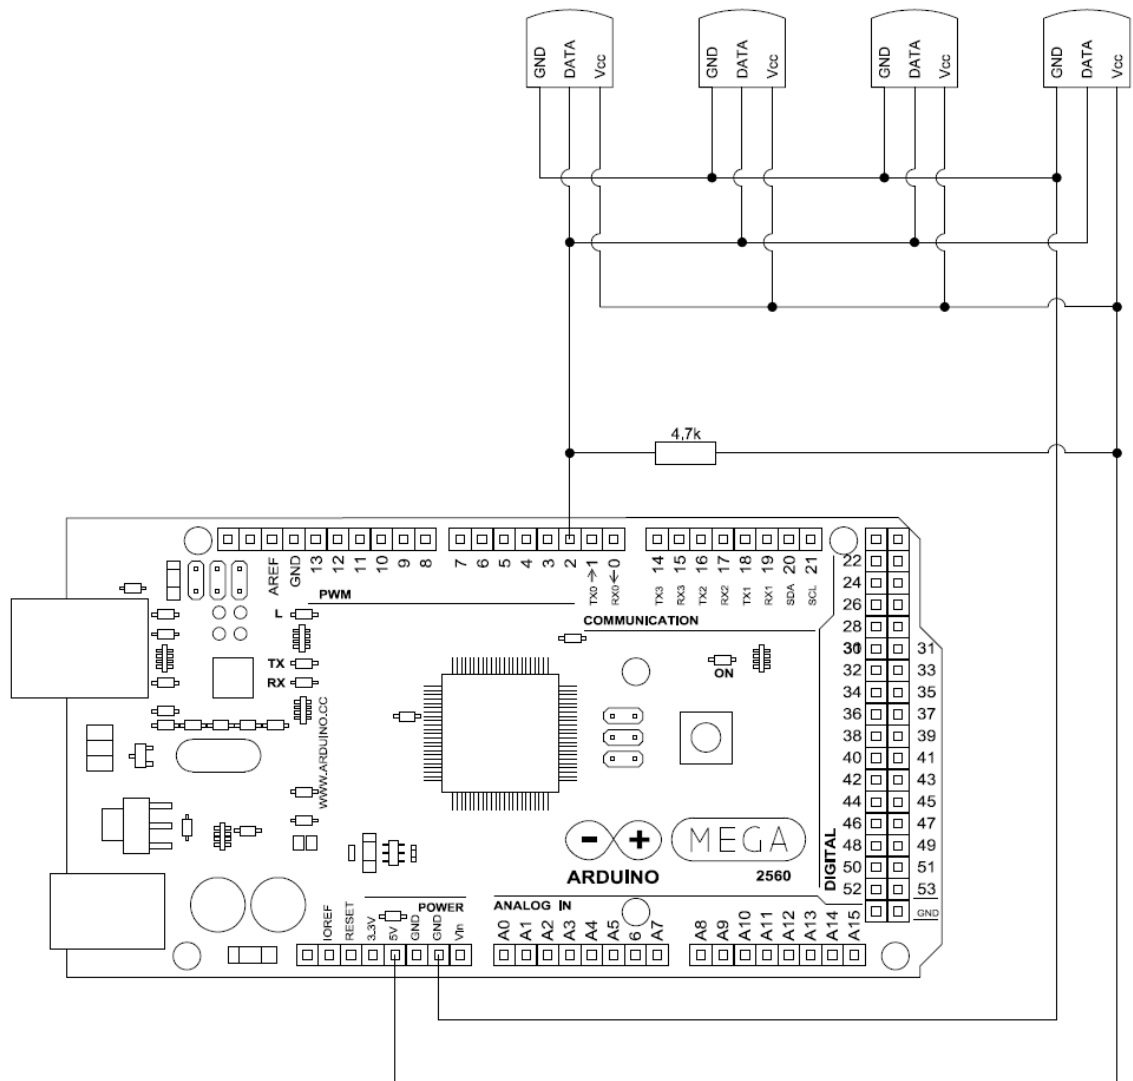 GND DATA Vcc GND DATA Vcc GND DATA Vcc GND DATA Vcc
4,7k
AREF GND 13 12 11 10 9 8 7 6 5 4 3 2 1 0 14 15 16 17 18 19 20 21
TX0 RX0 TX3 RX3 TX2 RX2 TX1 RX1 SDA SCL
PWM
COMMUNICATION
L
TX
RX
ON
WWW.ARDUINO.CC
22
24
26
28
30 31
32 33
34 35
36 37
38 39
40 41
42 43
44 45
46 47
48 49
50 51
52 53
GND
DIGITAL
MEGA
ARDUINO
2560
POWER
ANALOG IN
IOREF RESET 3.3V 5V GND GND Vin
A0 A1 A2 A3 A4 A5 6 A7 A8 A9 A10 A11 A12 A13 A14 A15